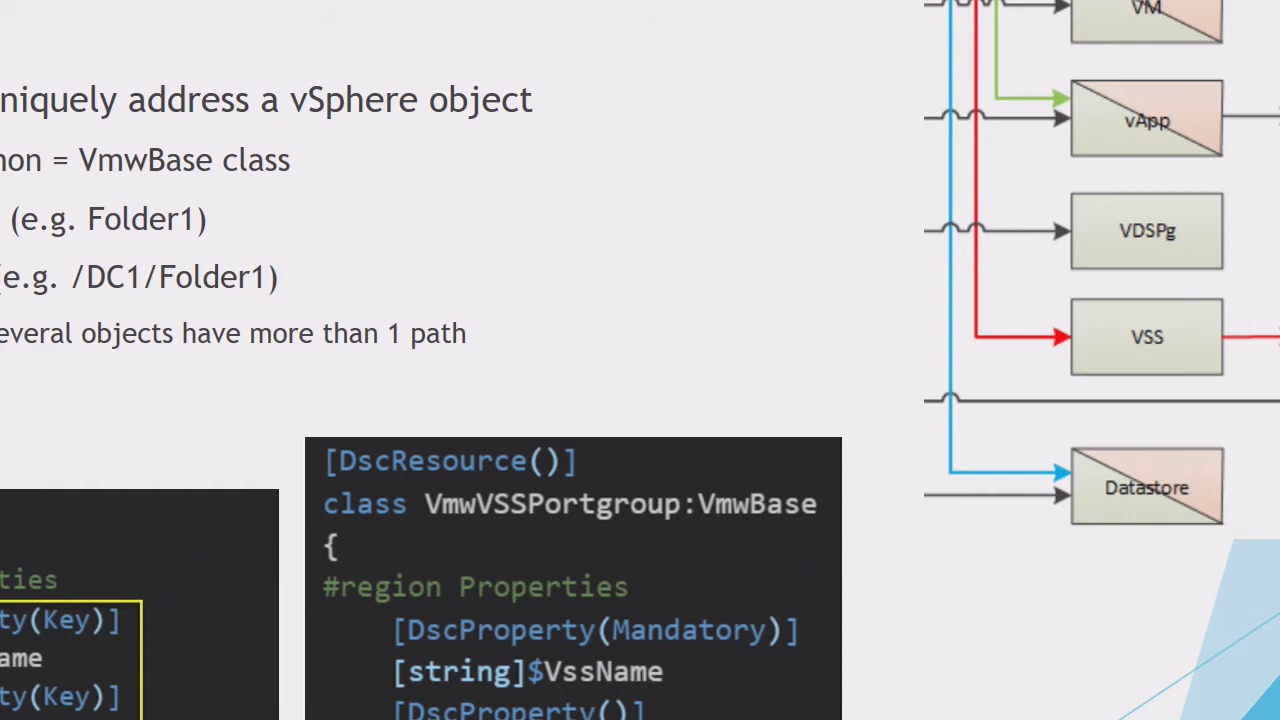 niquely address a vSphere object
non = VmwBase class
(e.g. Folder1)
(e.g. /DC1/Folder1)
everal objects have more than 1 path
ties
ty(Key)]
ame
ty(Key)]
[DscResource()]
class VmwVSSPortgroup:VmwBase
{
#region Properties
[DscProperty(Mandatory)]
[string]$VssName
[DscProperty()]
VM
vApp
VDSPg
VSS
Datastore